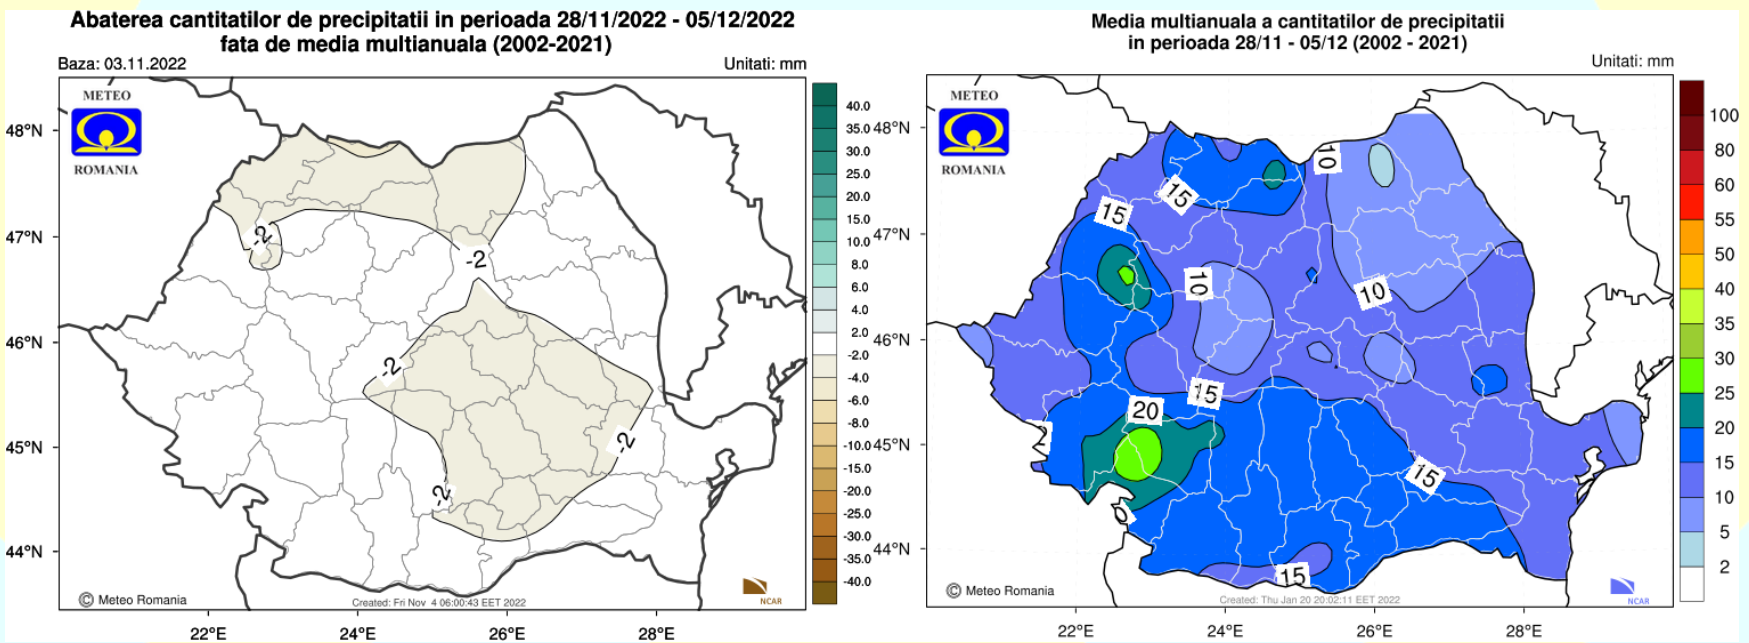 Abaterea cantitatilor de precipitatii in perioada 28/11/2022 - 05/12/2022
fata de media multianuala (2002-2021)
Baza: 03.11.2022
Unitati: mm
METEO
ROMANIA
48°N
47°N
46°N
45°N
44°N
22°E
24°E
26°E
28°E
-2
-2
-2
-2
-2
40.0
35.0
30.0
25.0
20.0
15.0
10.0
8.0
6.0
4.0
2.0
-2.0
-4.0
-6.0
-8.0
-10.0
-15.0
-20.0
-25.0
-30.0
-35.0
-40.0
© Meteo Romania
Created: Fri Nov 4 06:00:43 EET 2022
NCAR
Media multianuala a cantitatilor de precipitatii
in perioada 28/11 - 05/12 (2002 - 2021)
Unitati: mm
METEO
ROMANIA
48°N
47°N
46°N
45°N
44°N
22°E
24°E
26°E
28°E
10
15
15
10
10
15
20
15
15
100
80
60
55
50
40
35
30
25
20
15
10
5
2
© Meteo Romania
Created: Thu Jan 20 20:02:11 EET 2022
NCAR